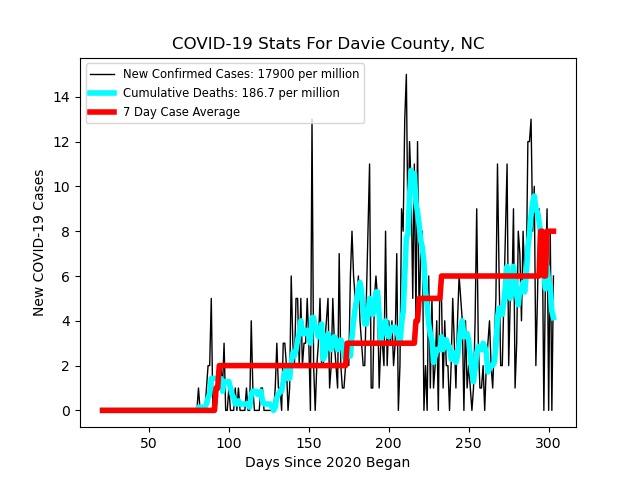 COVID-19 Stats For Davie County, NC
New Confirmed Cases: 17900 per million
Cumulative Deaths: 186.7 per million
7 Day Case Average
New COVID-19 Cases
14
12
10
8
6
4
2
0
50
100
150
200
250
300
Days Since 2020 Began